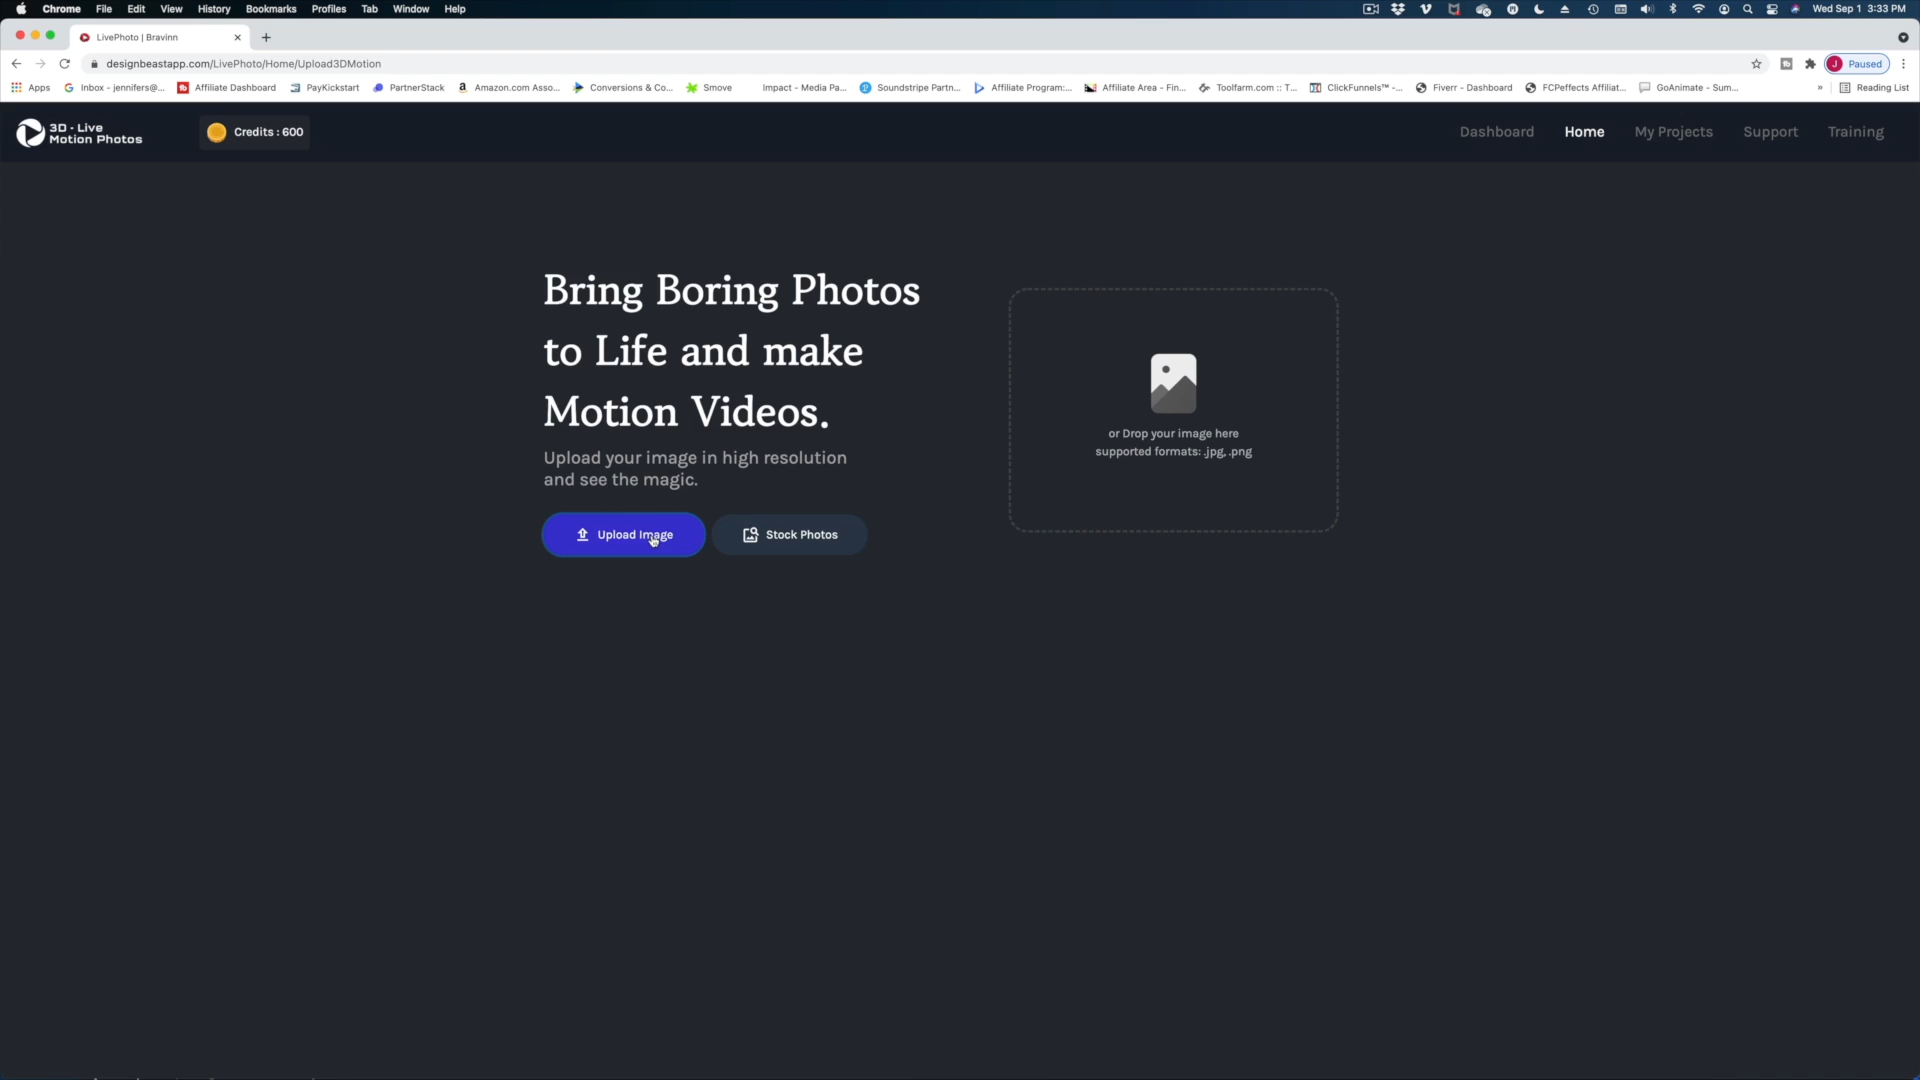 Chrome File Edit View History Bookmarks Profiles Tab Window Help
Wed Sep 1 3:33 PM
LivePhoto | Bravinn
designbeastapp.com/LivePhoto/Home/Upload3DMotion
Paused
Apps Inbox - jennifers@... Affiliate Dashboard PayKickstart PartnerStack Amazon.com Asso... Conversions & Co... Smove Impact - Media Pa... Soundstripe Partn... Affiliate Program:... Affiliate Area - Fin... Toolfarm.com :: T... ClickFunnels™ -... Fiverr - Dashboard FCPeffects Affiliat... GoAnimate - Sum... » Reading List
3D - Live
Motion Photos
Credits : 600
Dashboard Home My Projects Support Training
Bring Boring Photos
to Life and make
Motion Videos.
Upload your image in high resolution
and see the magic.
Upload Image
Stock Photos
or Drop your image here
supported formats: .jpg, .png